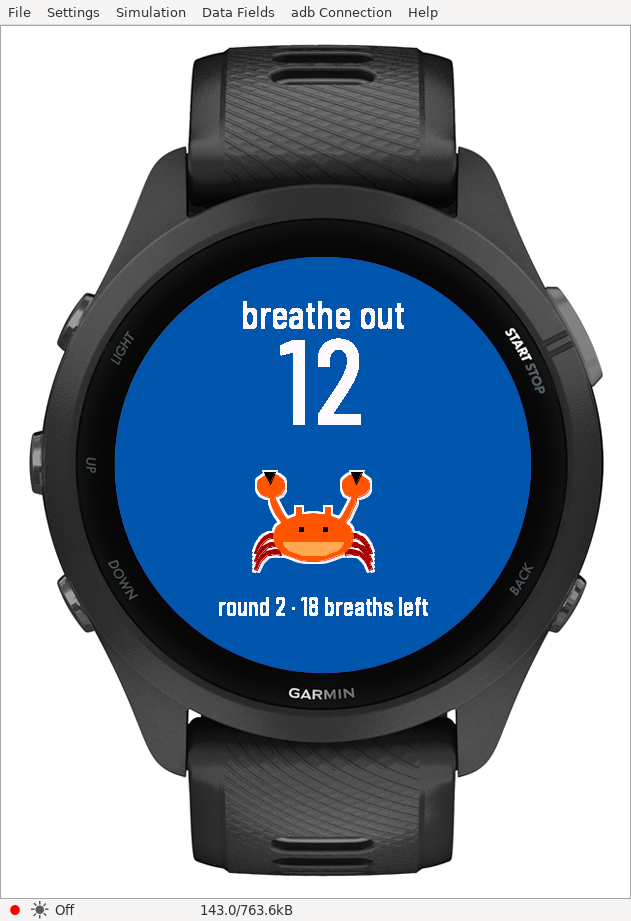 File Settings Simulation Data Fields adb Connection Help
LIGHT
START STOP
breathe out
12
UP
DOWN
BACK
round 2 · 18 breaths left
GARMIN
Off 143.0/763.6kB